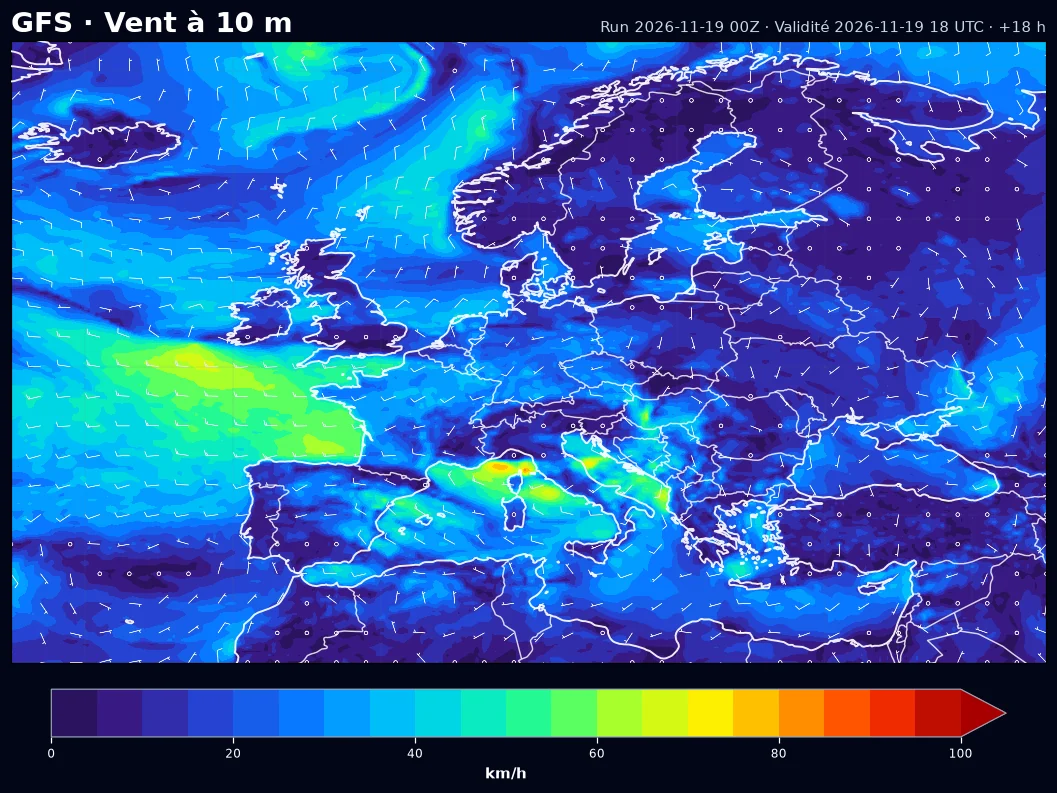 GFS · Vent à 10 m
Run 2026-11-19 00Z · Validité 2026-11-19 18 UTC · +18 h
0 20 40 60 80 100
km/h